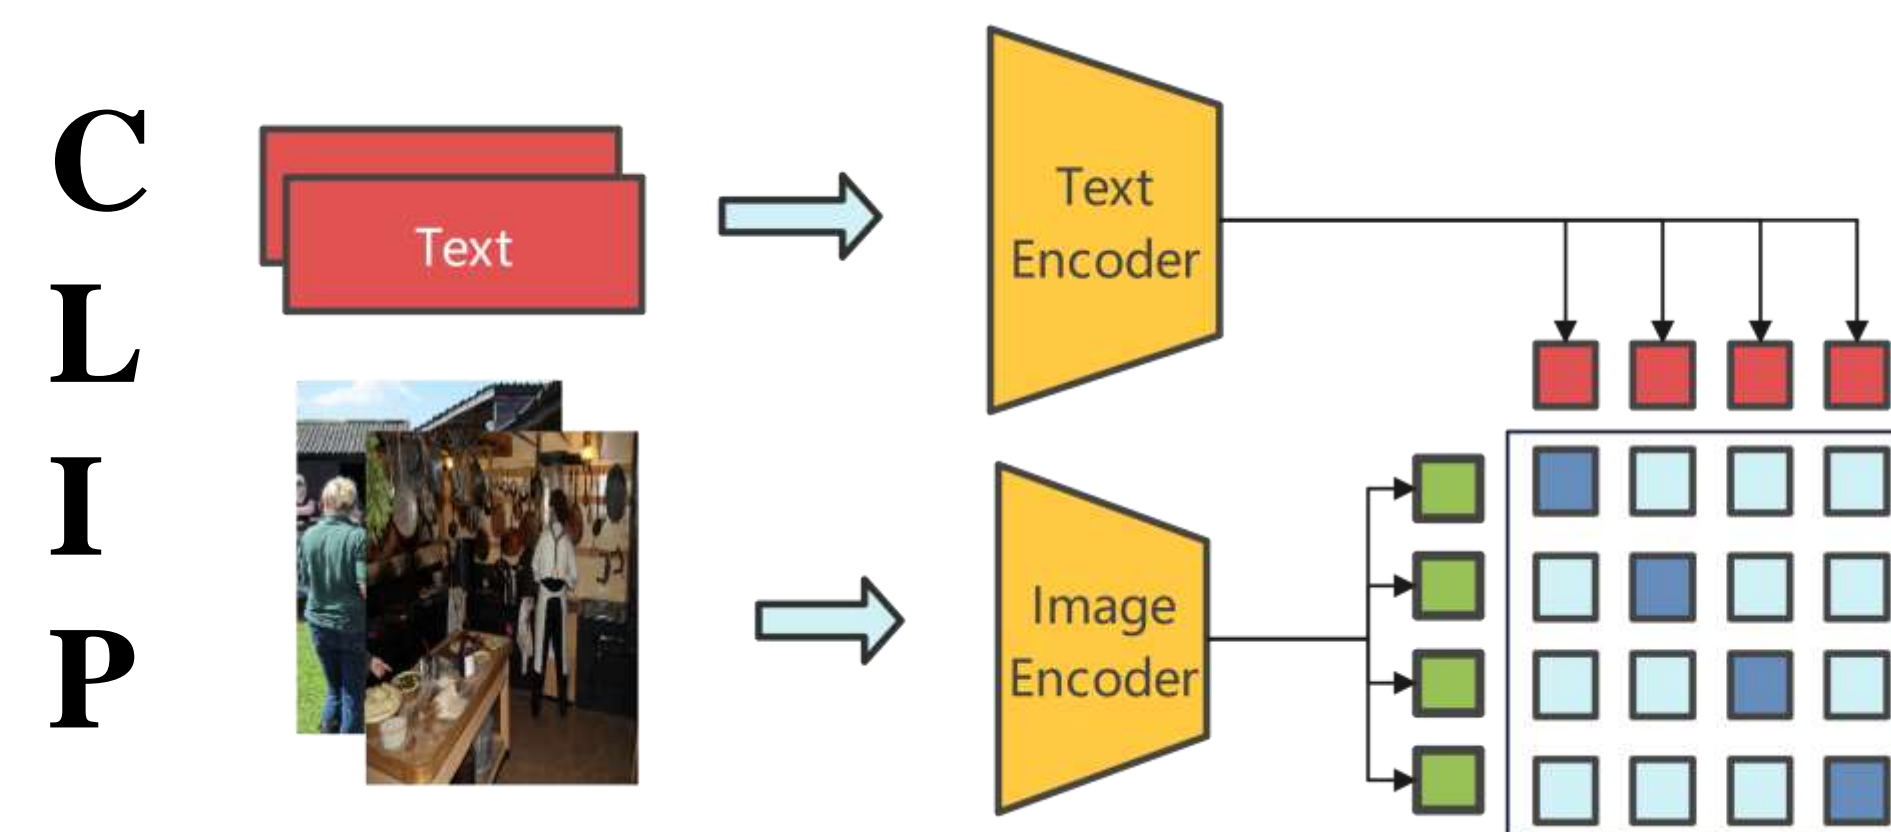 C
L
I
P
Text
Text
Encoder
Image
Encoder